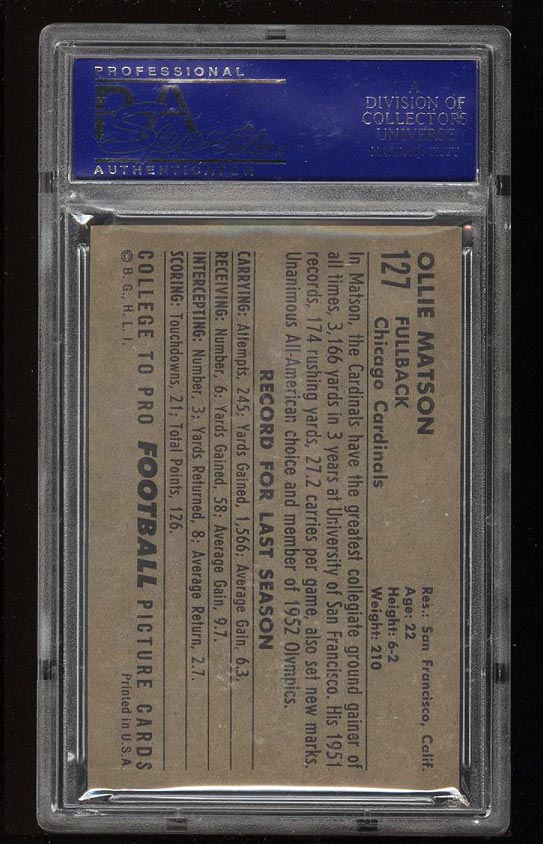 PROFESSIONAL
PSA
Sports
AUTHENTICATOR
A
DIVISION OF
COLLECTORS
UNIVERSE
NASDAQ: CLCT
OLLIE MATSON
127 FULLBACK
Chicago Cardinals
Res.: San Francisco, Calif.
Age: 22
Height: 6-2
Weight: 210
In Matson, the Cardinals have the greatest collegiate ground gainer of
all times, 3,166 yards in 3 years at University of San Francisco. His 1951
records, 174 rushing yards, 27.2 carries per game, also set new marks.
Unanimous All-American choice and member of 1952 Olympics.
RECORD FOR LAST SEASON
CARRYING: Attempts, 245; Yards Gained, 1,566; Average Gain, 6.3.
RECEIVING: Number, 6; Yards Gained, 58; Average Gain, 9.7.
INTERCEPTING: Number, 3; Yards Returned, 8; Average Return, 2.7.
SCORING: Touchdowns, 21; Total Points, 126.
COLLEGE TO PRO FOOTBALL PICTURE CARDS
© B. G., H. L. I.
Printed in U.S.A